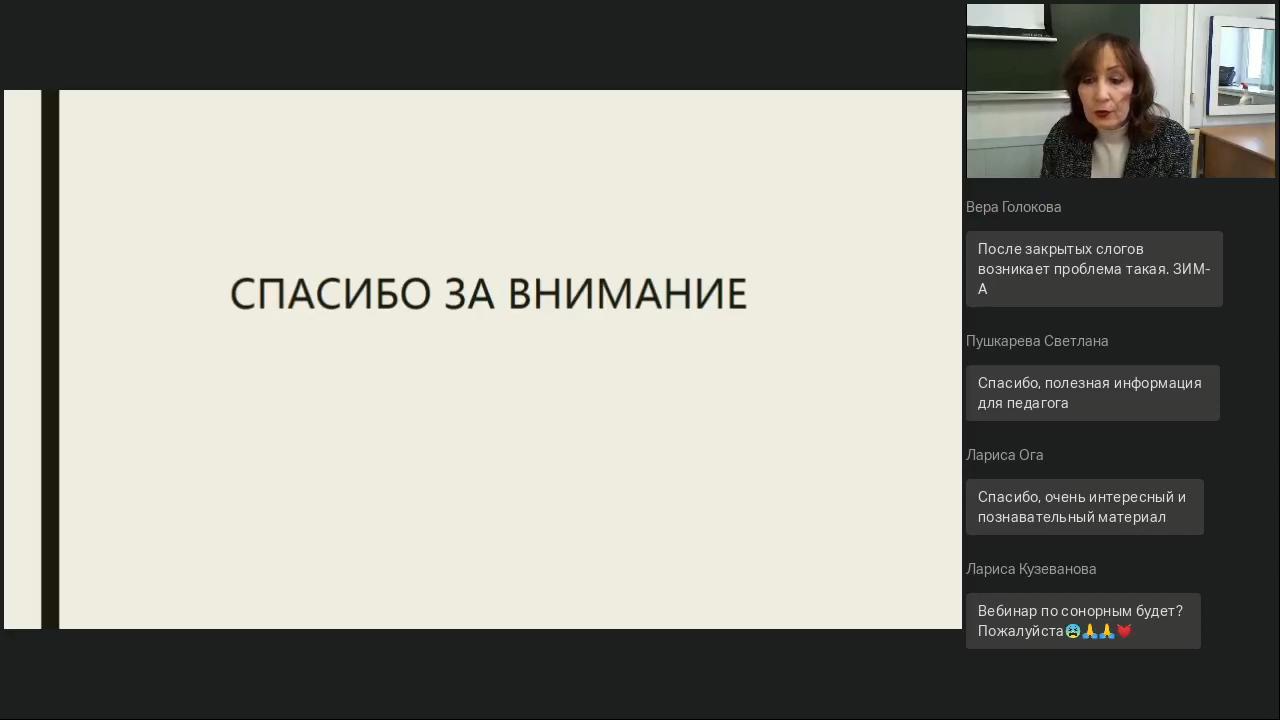 СПАСИБО ЗА ВНИМАНИЕ
Вера Голокова
После закрытых слогов
возникает проблема такая. ЗИМ-
А
Пушкарева Светлана
Спасибо, полезная информация
для педагога
Лариса Ога
Спасибо, очень интересный и
познавательный материал
Лариса Кузеванова
Вебинар по сонорным будет?
Пожалуйста😫🙏🙏💓